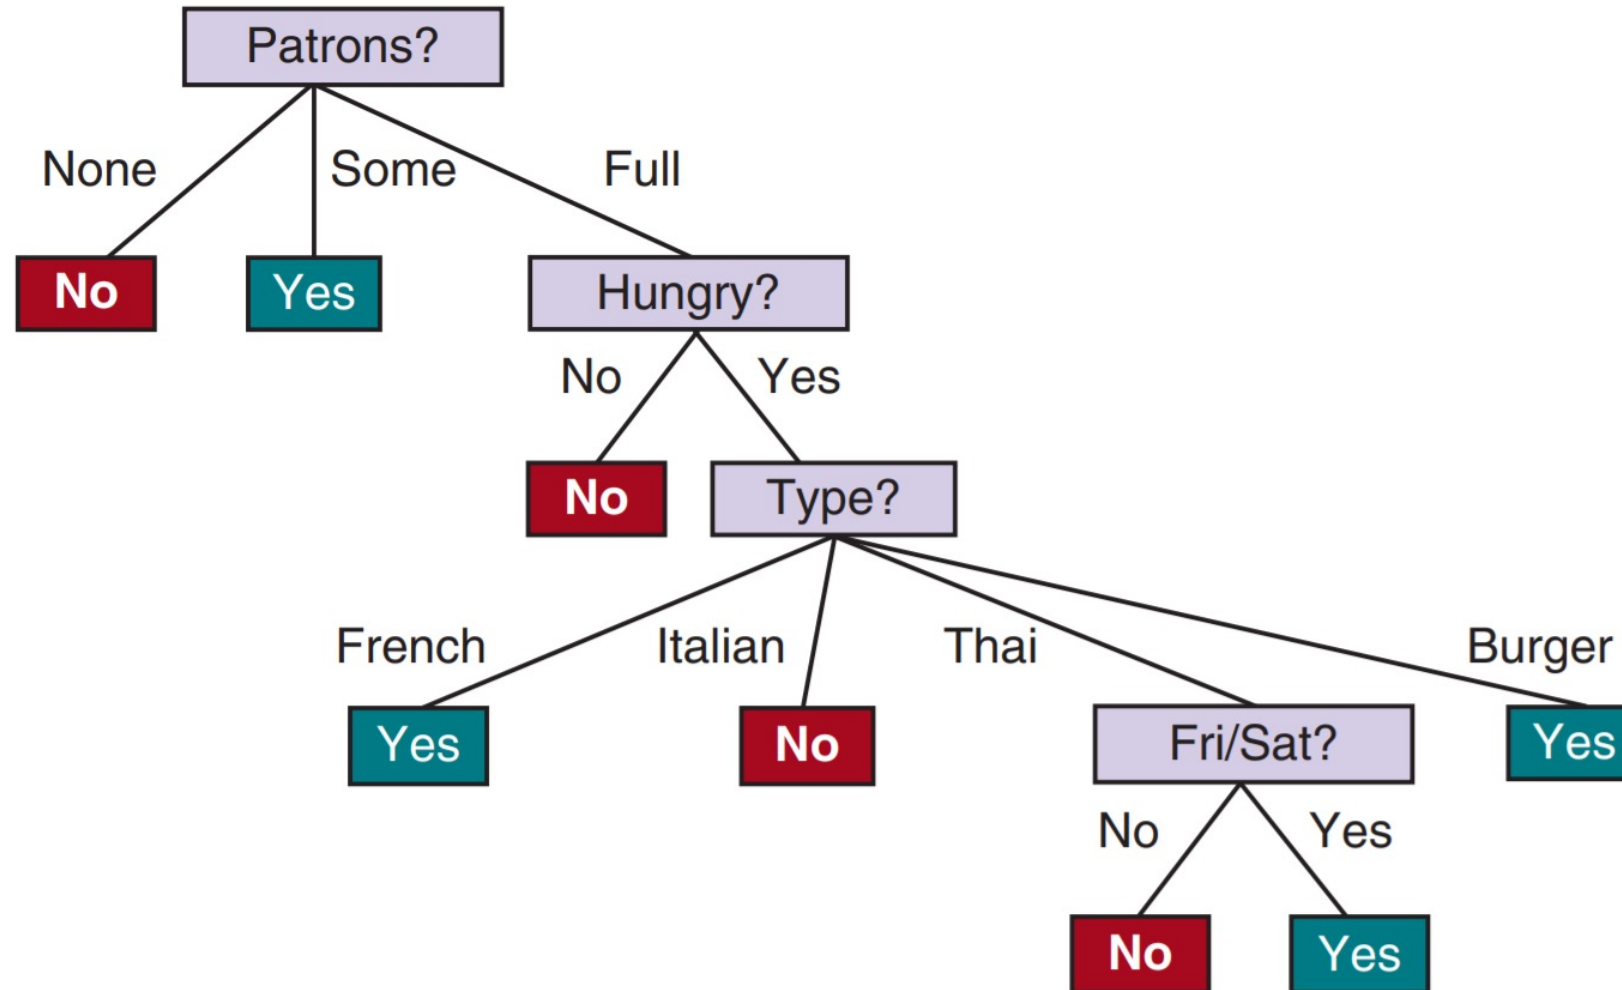 Patrons?
None Some Full
No Yes Hungry?
No Yes
No Type?
French Italian Thai Burger
Yes No Fri/Sat? Yes
No Yes
No Yes